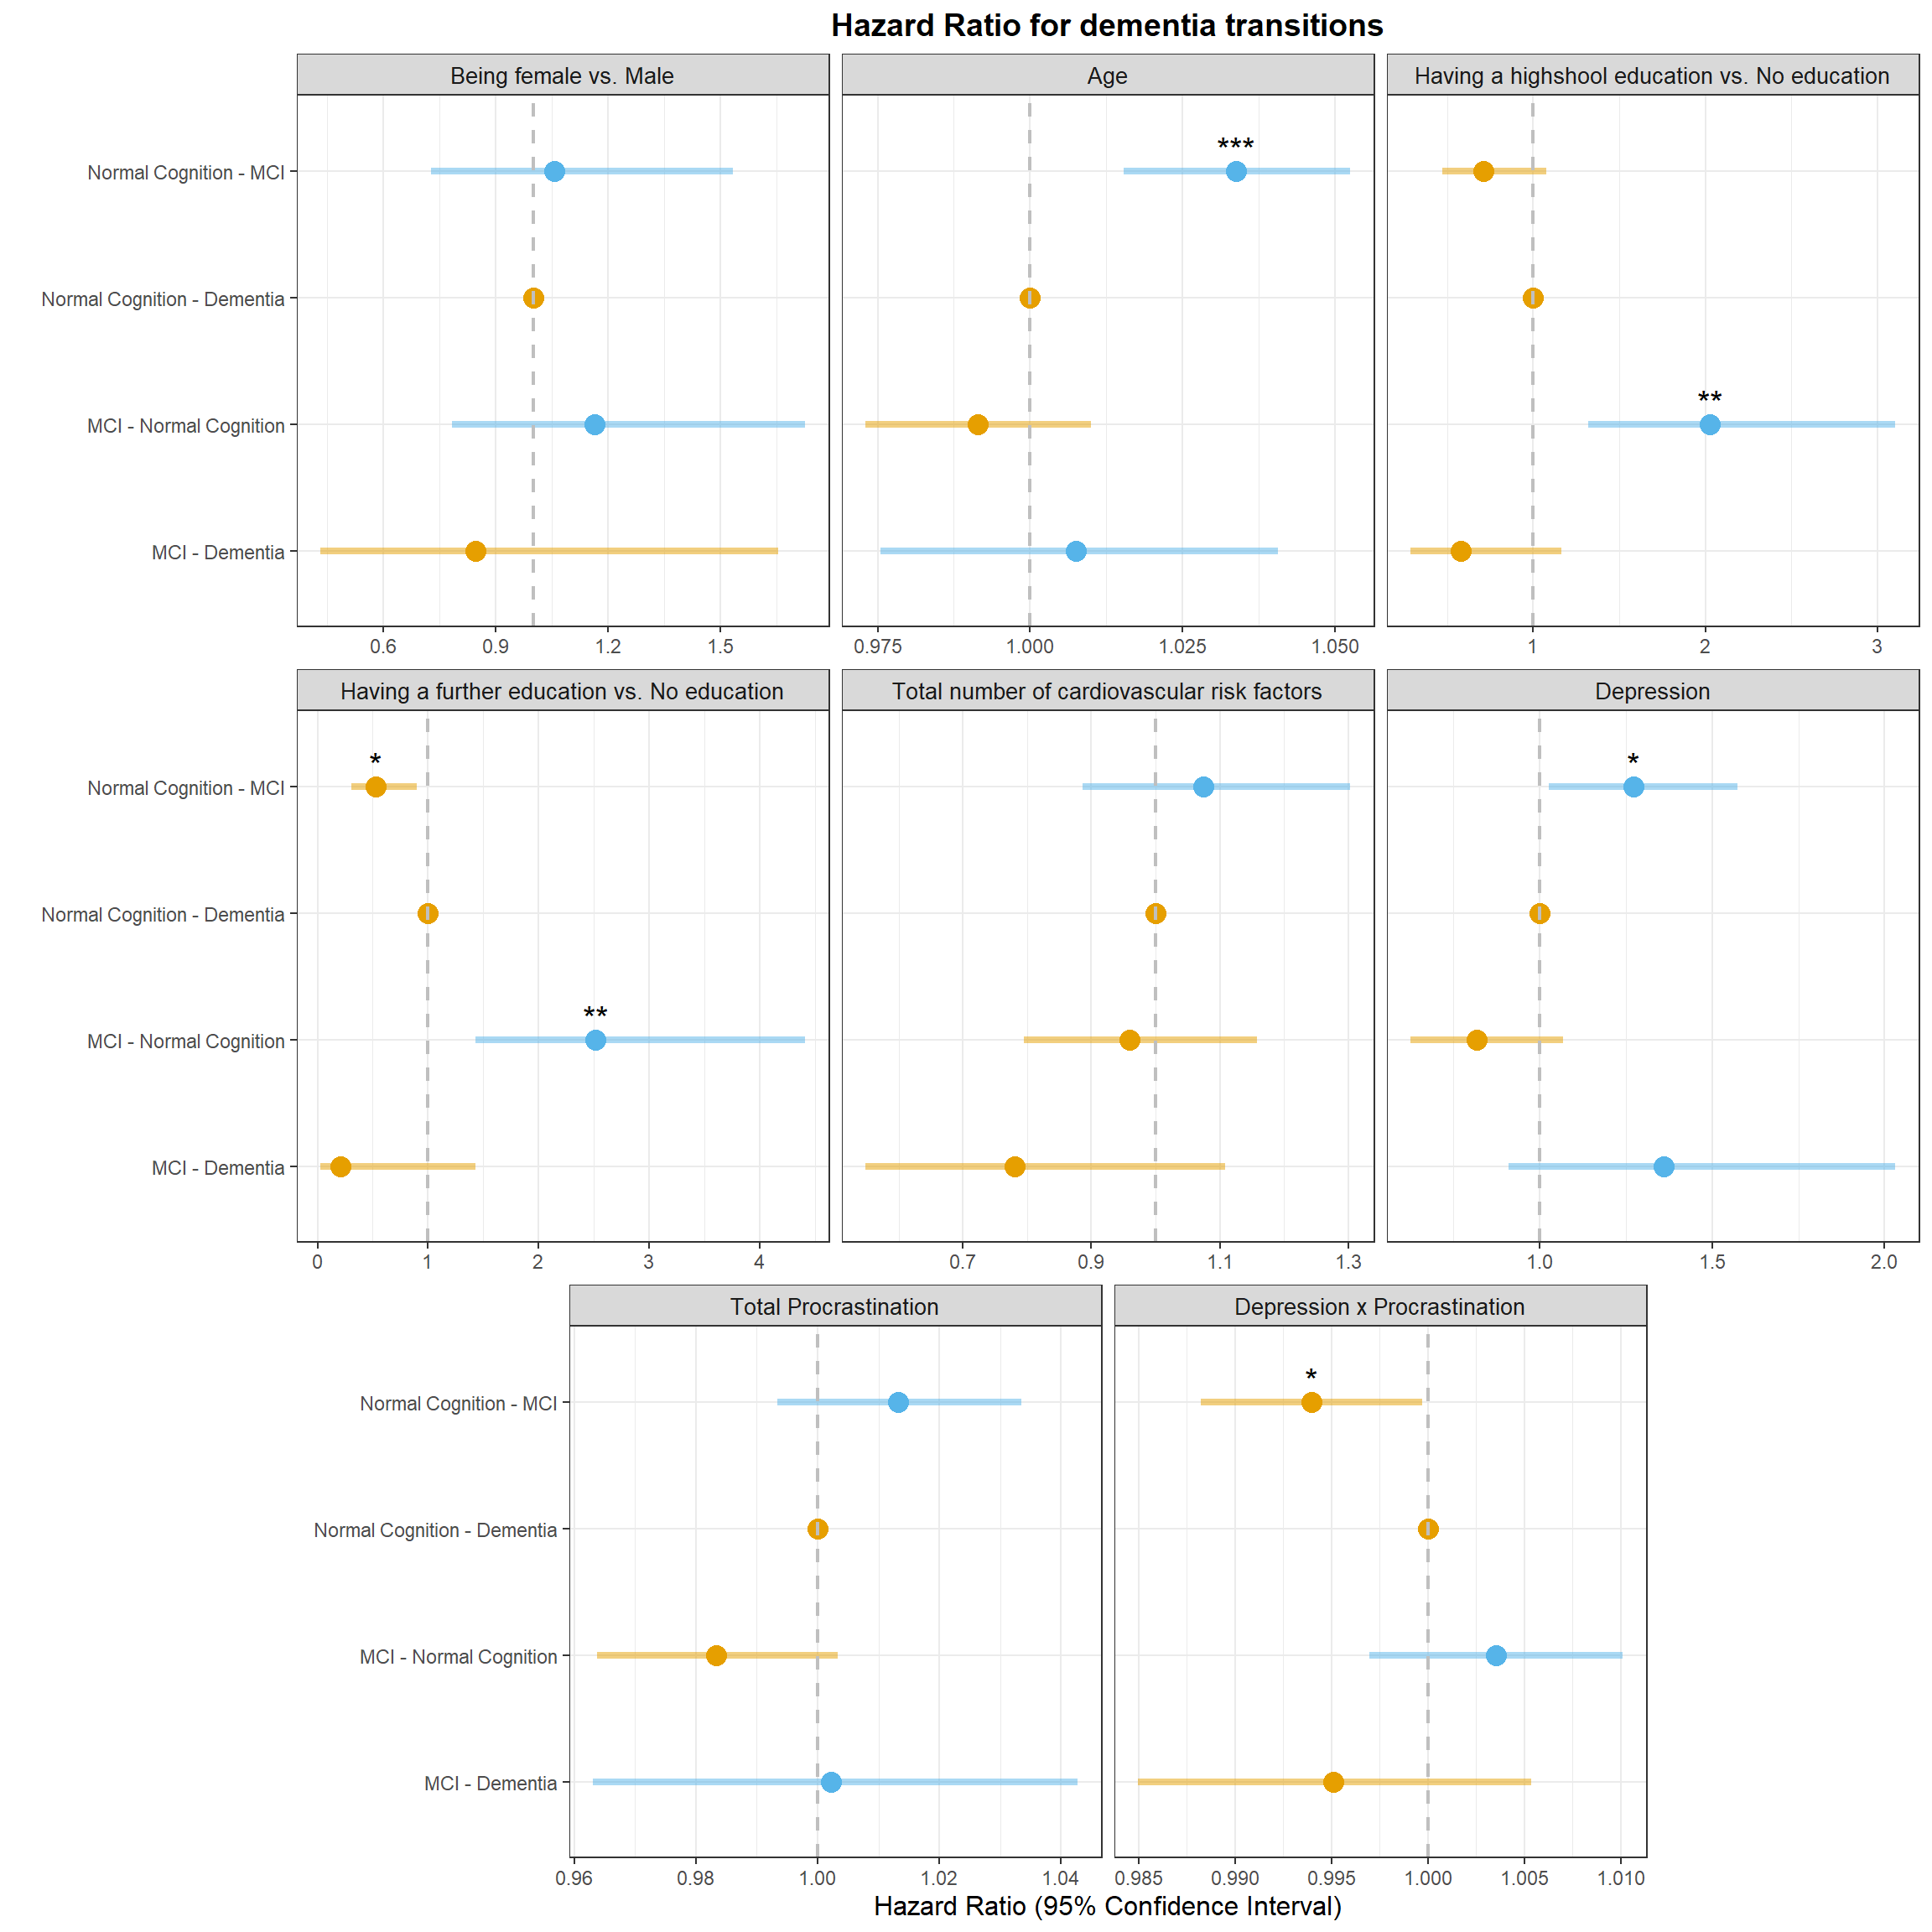 Hazard Ratio for dementia transitions
Being female vs. Male
Age
Having a highshool education vs. No education
***
Normal Cognition - MCI
Normal Cognition - Dementia
**
MCI - Normal Cognition
MCI - Dementia
0.6 0.9 1.2 1.5
0.975 1.000 1.025 1.050
1 2 3
Having a further education vs. No education
Total number of cardiovascular risk factors
Depression
* *
Normal Cognition - MCI
Normal Cognition - Dementia
**
MCI - Normal Cognition
MCI - Dementia
0 1 2 3 4
0.7 0.9 1.1 1.3
1.0 1.5 2.0
Total Procrastination
Depression x Procrastination
*
Normal Cognition - MCI
Normal Cognition - Dementia
MCI - Normal Cognition
MCI - Dementia
0.96 0.98 1.00 1.02 1.04
0.985 0.990 0.995 1.000 1.005 1.010
Hazard Ratio (95% Confidence Interval)